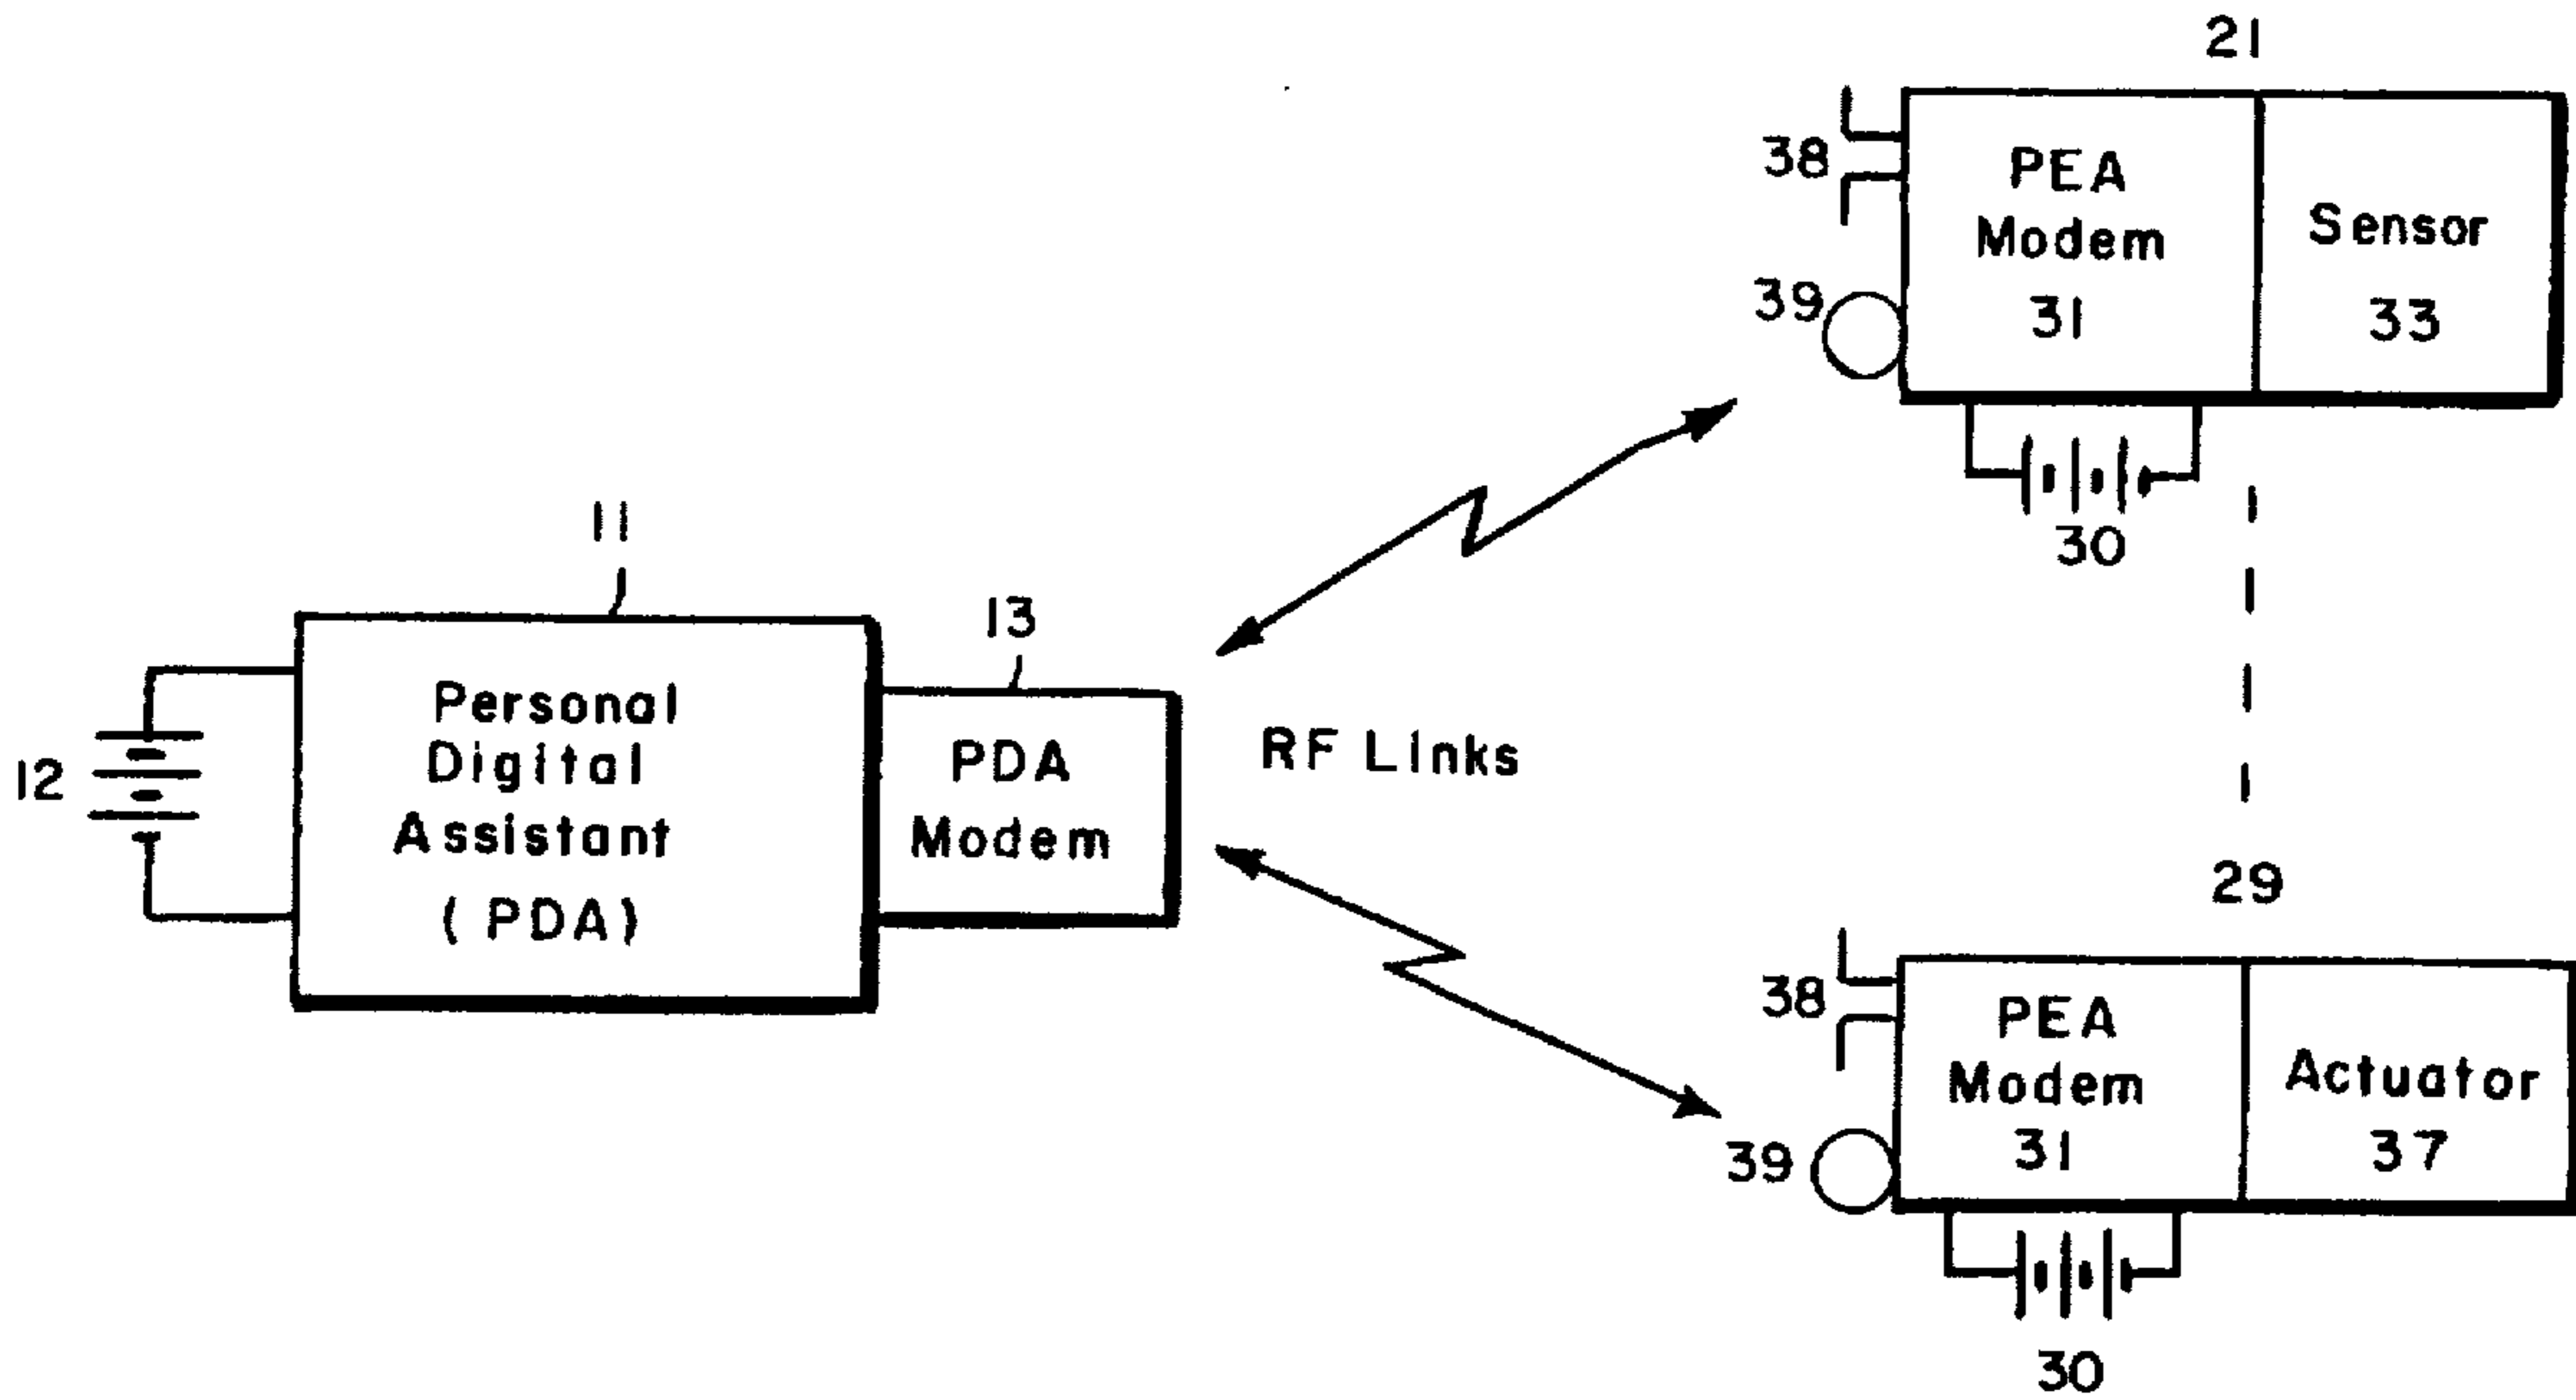 11
12
Personal
Digital
Assistant
(PDA)
13
PDA
Modem
RF Links
21
38
39
PEA
Modem
31
Sensor
33
30
29
38
39
PEA
Modem
31
Actuator
37
30